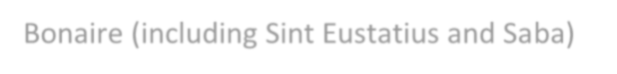 Bonaire (including Sint Eustatius and Saba)